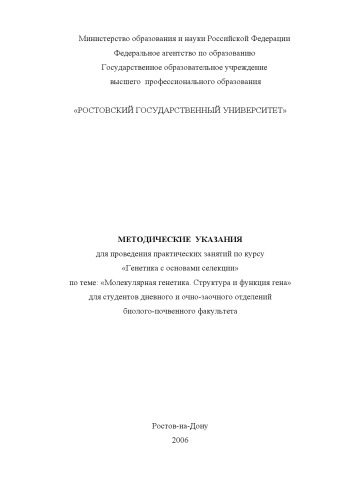 Министерство образования и науки Российской Федерации
Федеральное агентство по образованию
Государственное образовательное учреждение
высшего профессионального образования
«РОСТОВСКИЙ ГОСУДАРСТВЕННЫЙ УНИВЕРСИТЕТ»
МЕТОДИЧЕСКИЕ УКАЗАНИЯ
для проведения практических занятий по курсу
«Генетика с основами селекции»
по теме: «Молекулярная генетика. Структура и функция гена»
для студентов дневного и очно-заочного отделений
биолого-почвенного факультета
Ростов-на-Дону
2006